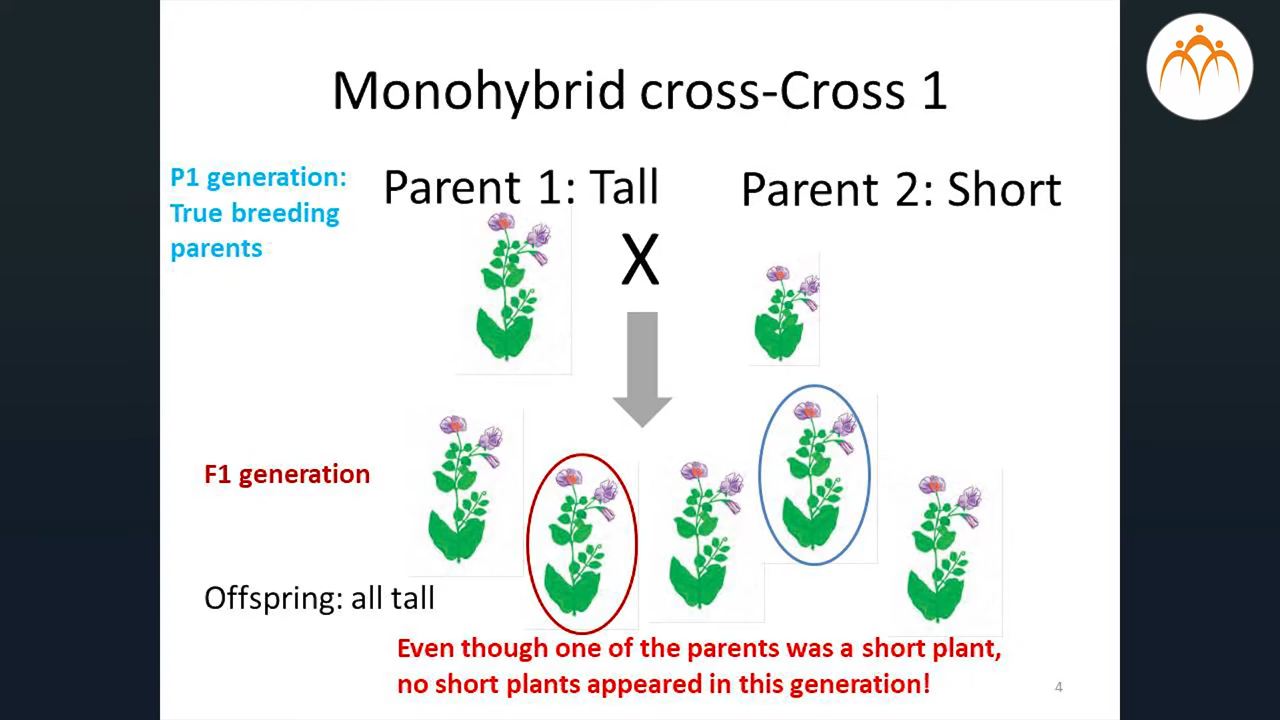 Monohybrid cross-Cross 1
P1 generation:
True breeding
parents
Parent 1: Tall
Parent 2: Short
X
F1 generation
Offspring: all tall
Even though one of the parents was a short plant,
no short plants appeared in this generation!
4